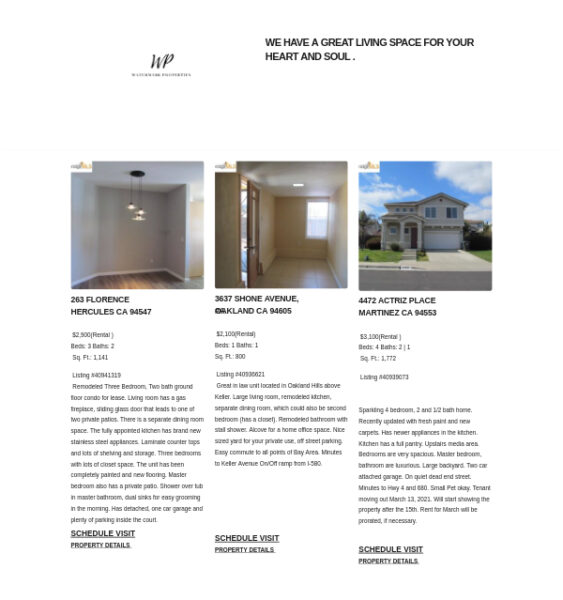 WE HAVE A GREAT LIVING SPACE FOR YOUR
HEART AND SOUL .
WP
WATERMARK PROPERTIES
263 FLORENCE
HERCULES CA 94547
$2,900(Rental )
Beds: 3 Baths: 2
Sq. Ft.: 1,141
Listing #40941319
Remodeled Three Bedroom, Two bath ground
floor condo for lease. Living room has a gas
fireplace, sliding glass door that leads to one of
two private patios. There is a separate dining room
space. The fully appointed kitchen has brand new
stainless steel appliances. Laminate counter tops
and lots of shelving and storage. Three bedrooms
with lots of closet space. The unit has been
completely painted and new flooring. Master
bedroom also has a private patio. Shower over tub
in master bathroom, dual sinks for easy grooming
in the morning. Has detached, one car garage and
plenty of parking inside the court.
SCHEDULE VISIT
PROPERTY DETAILS
3637 SHONE AVENUE,
OAKLAND CA 94605
$2,100(Rental)
Beds: 1 Baths: 1
Sq. Ft.: 800
Listing #40936621
Great in law unit located in Oakland Hills above
Keller. Large living room, remodeled kitchen,
separate dining room, which could also be second
bedroom (has a closet). Remodeled bathroom with
stall shower. Alcove for a home office space. Nice
sized yard for your private use, off street parking.
Easy commute to all points of Bay Area. Minutes
to Keller Avenue On/Off ramp from I-580.
SCHEDULE VISIT
PROPERTY DETAILS
4472 ACTRIZ PLACE
MARTINEZ CA 94553
$3,100(Rental )
Beds: 4 Baths: 2 | 1
Sq. Ft.: 1,772
Listing #40939073
Sparkling 4 bedroom, 2 and 1/2 bath home.
Recently updated with fresh paint and new
carpets. Has newer appliances in the kitchen.
Kitchen has a full pantry. Upstairs media area.
Bedrooms are very spacious. Master bedroom,
bathroom are luxurious. Large backyard. Two car
attached garage. On quiet dead end street.
Minutes to Hwy 4 and 680. Small Pet okay. Tenant
moving out March 13, 2021. Will start showing the
property after the 15th. Rent for March will be
prorated, if necessary.
SCHEDULE VISIT
PROPERTY DETAILS